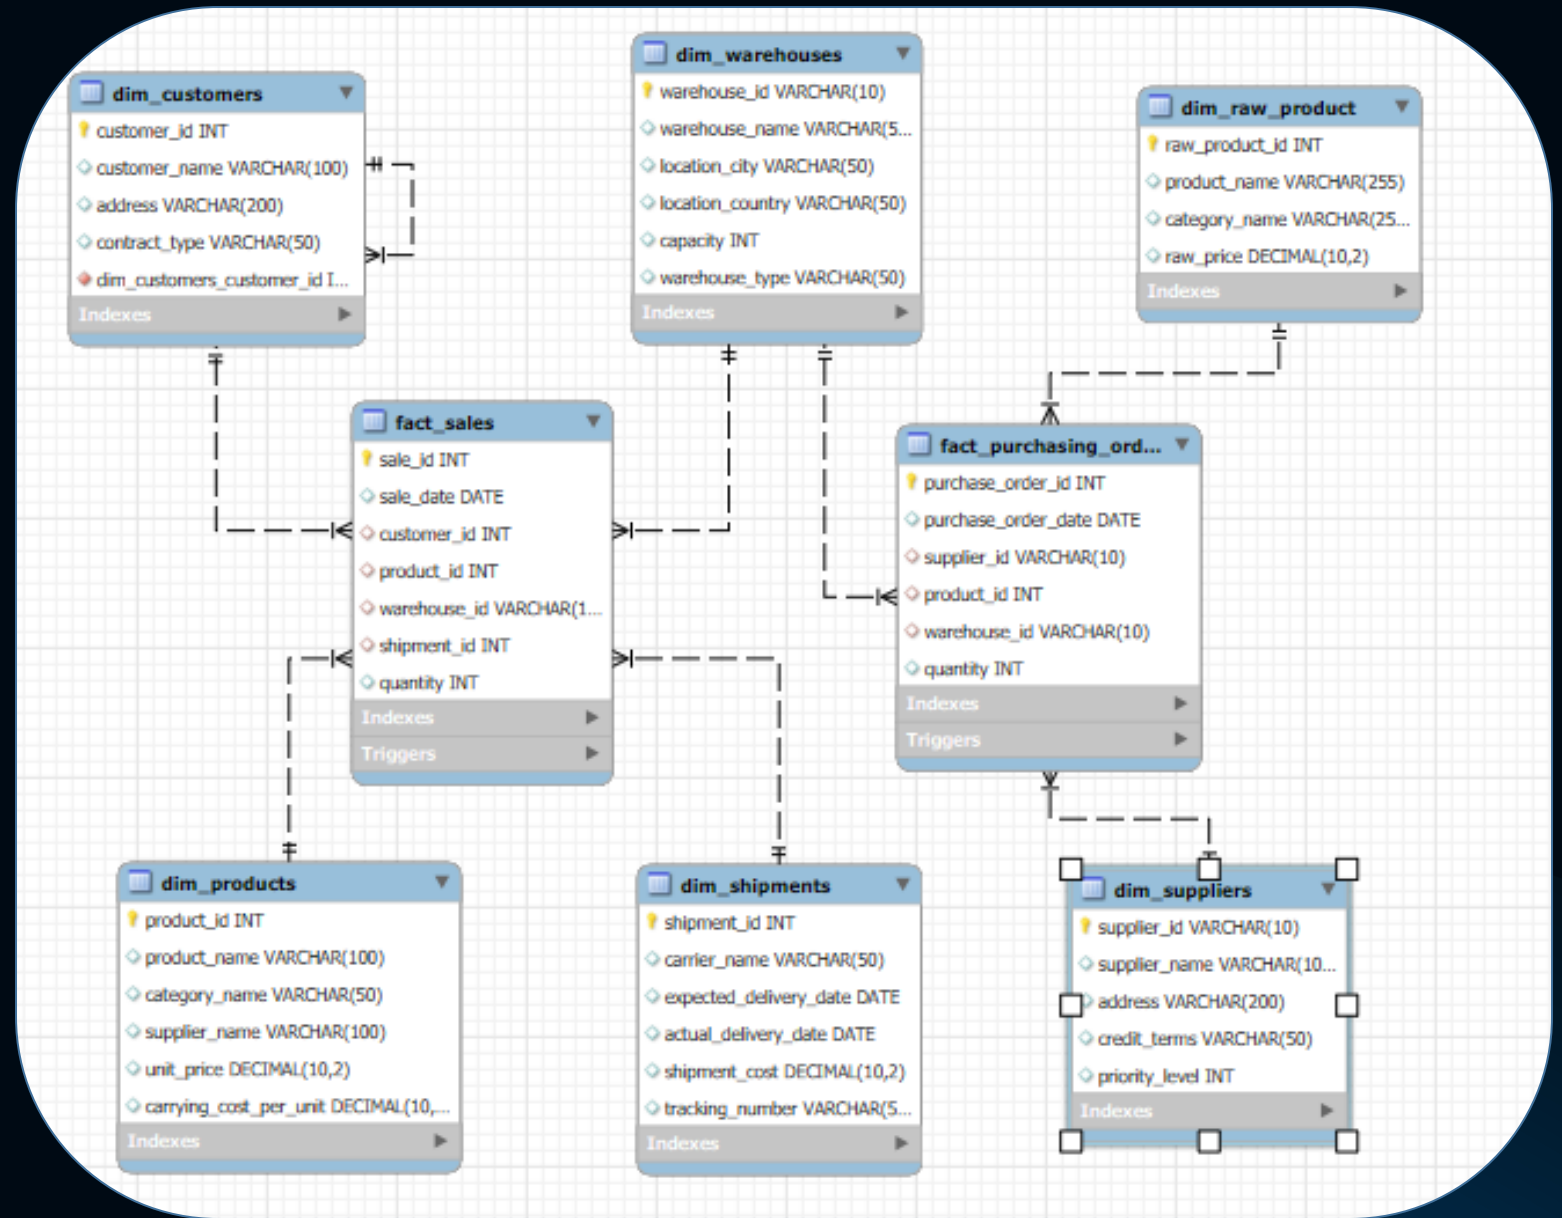 dim_customers
customer_id INT
customer_name VARCHAR(100)
address VARCHAR(200)
contract_type VARCHAR(50)
dim_customers_customer_id I...
Indexes
dim_warehouses
warehouse_id VARCHAR(10)
warehouse_name VARCHAR(5...
location_city VARCHAR(50)
location_country VARCHAR(50)
capacity INT
warehouse_type VARCHAR(50)
Indexes
dim_raw_product
raw_product_id INT
product_name VARCHAR(255)
category_name VARCHAR(25...
raw_price DECIMAL(10,2)
Indexes
fact_sales
sale_id INT
sale_date DATE
customer_id INT
product_id INT
warehouse_id VARCHAR(1...
shipment_id INT
quantity INT
Indexes
Triggers
fact_purchasing_ord...
purchase_order_id INT
purchase_order_date DATE
supplier_id VARCHAR(10)
product_id INT
warehouse_id VARCHAR(10)
quantity INT
Indexes
Triggers
dim_products
product_id INT
product_name VARCHAR(100)
category_name VARCHAR(50)
supplier_name VARCHAR(100)
unit_price DECIMAL(10,2)
carrying_cost_per_unit DECIMAL(10,...
Indexes
dim_shipments
shipment_id INT
carrier_name VARCHAR(50)
expected_delivery_date DATE
actual_delivery_date DATE
shipment_cost DECIMAL(10,2)
tracking_number VARCHAR(5...
Indexes
dim_suppliers
supplier_id VARCHAR(10)
supplier_name VARCHAR(10...
address VARCHAR(200)
credit_terms VARCHAR(50)
priority_level INT
Indexes